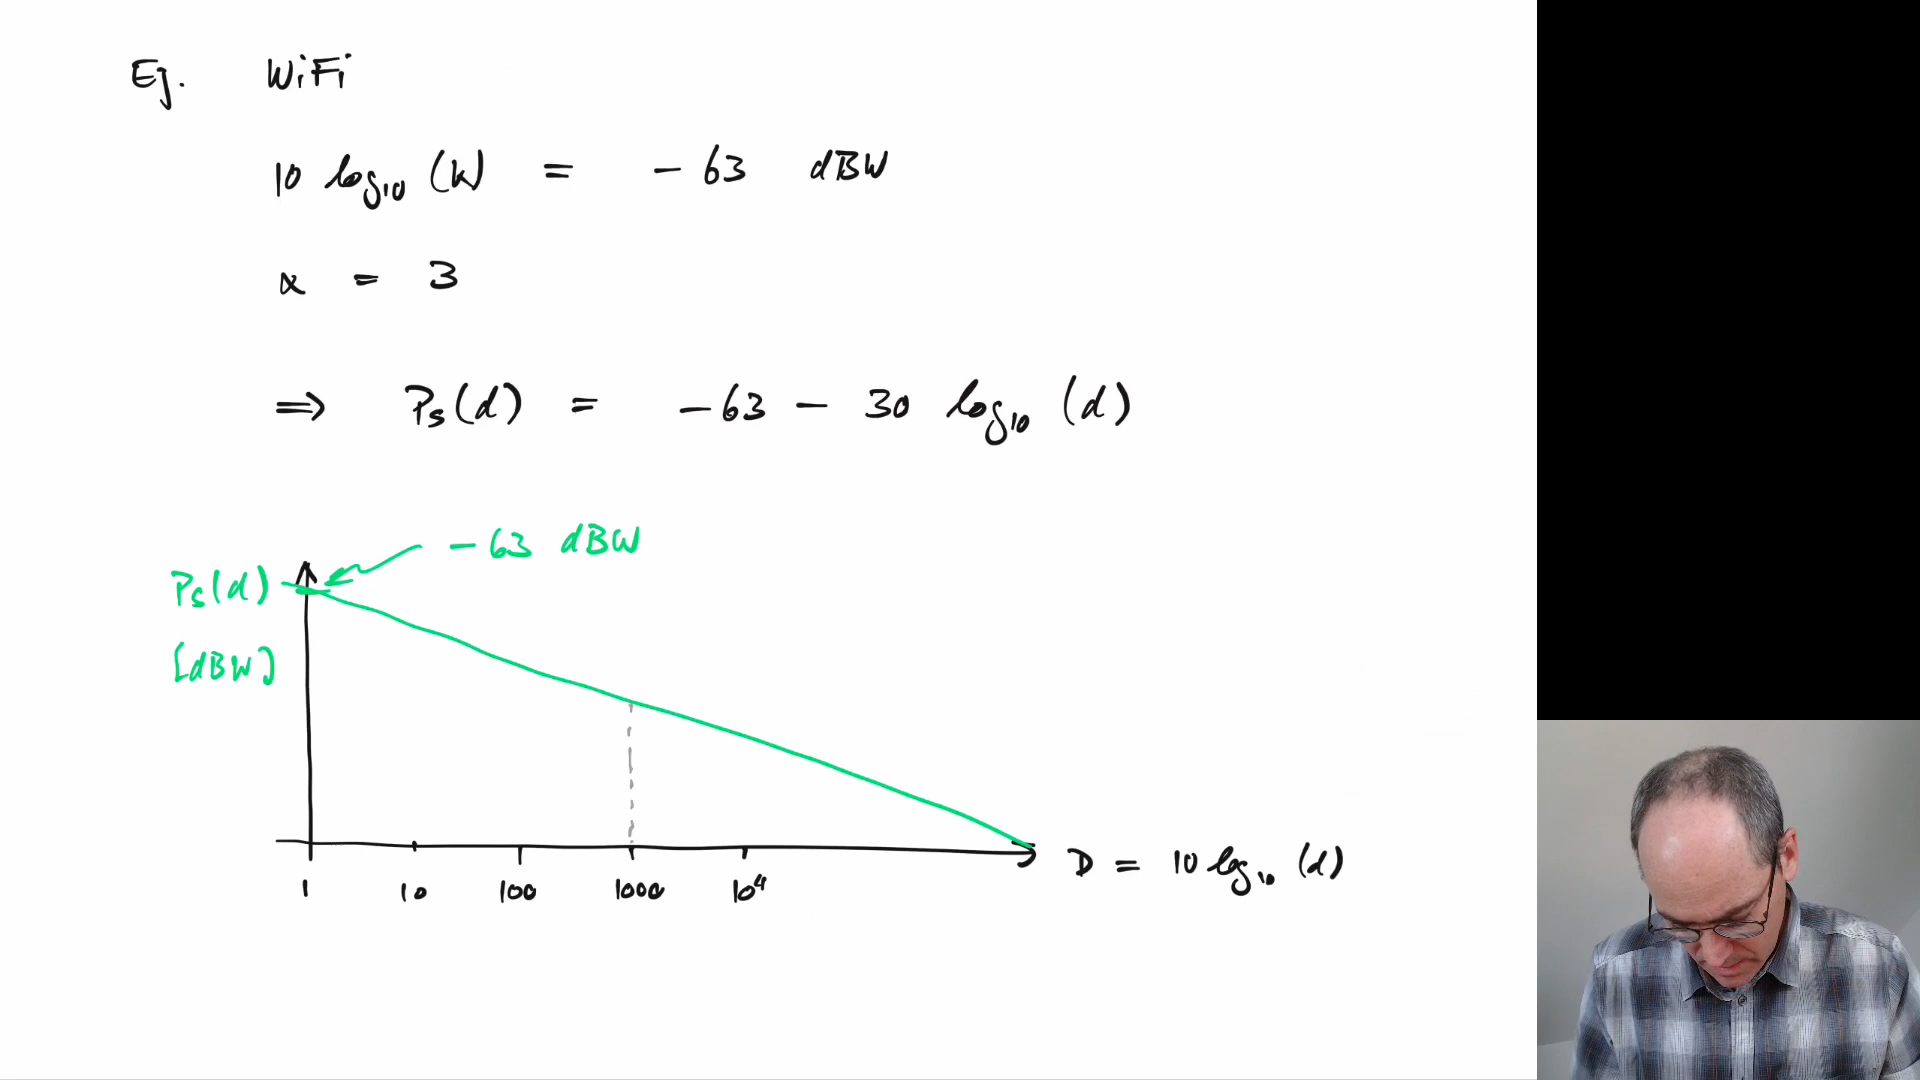 Eg. WiFi
10 log₁₀ (k) = - 63 dBW
α = 3
⇒ Ps(d) = -63 - 30 log₁₀ (d)
- 63 dBW
Ps(d)
[dBW]
D = 10 log₁₀ (d)
1 10 100 1000 10⁴